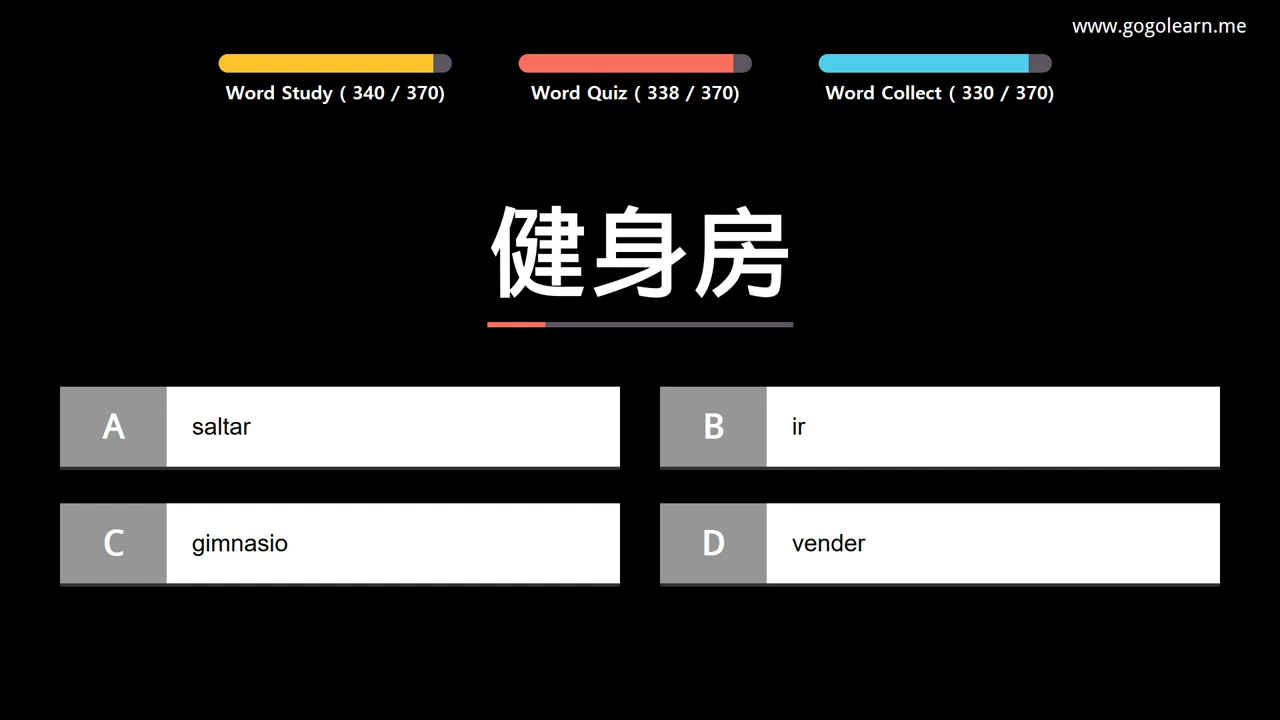 www.gogolearn.me
Word Study ( 340 / 370)
Word Quiz ( 338 / 370)
Word Collect ( 330 / 370)
健身房
A saltar
B ir
C gimnasio
D vender